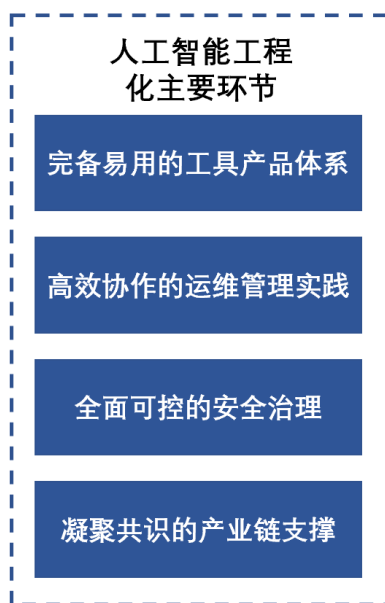 人工智能工程
化主要环节
完备易用的工具产品体系
高效协作的运维管理实践
全面可控的安全治理
凝聚共识的产业链支撑